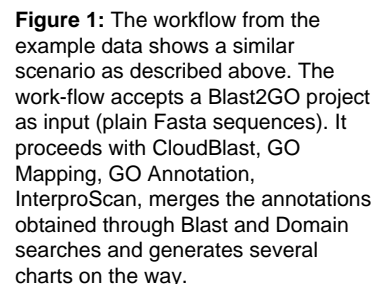 Figure 1: The workflow from the
example data shows a similar
scenario as described above. The
work-flow accepts a Blast2GO project
as input (plain Fasta sequences). It
proceeds with CloudBlast, GO
Mapping, GO Annotation,
InterproScan, merges the annotations
obtained through Blast and Domain
searches and generates several
charts on the way.